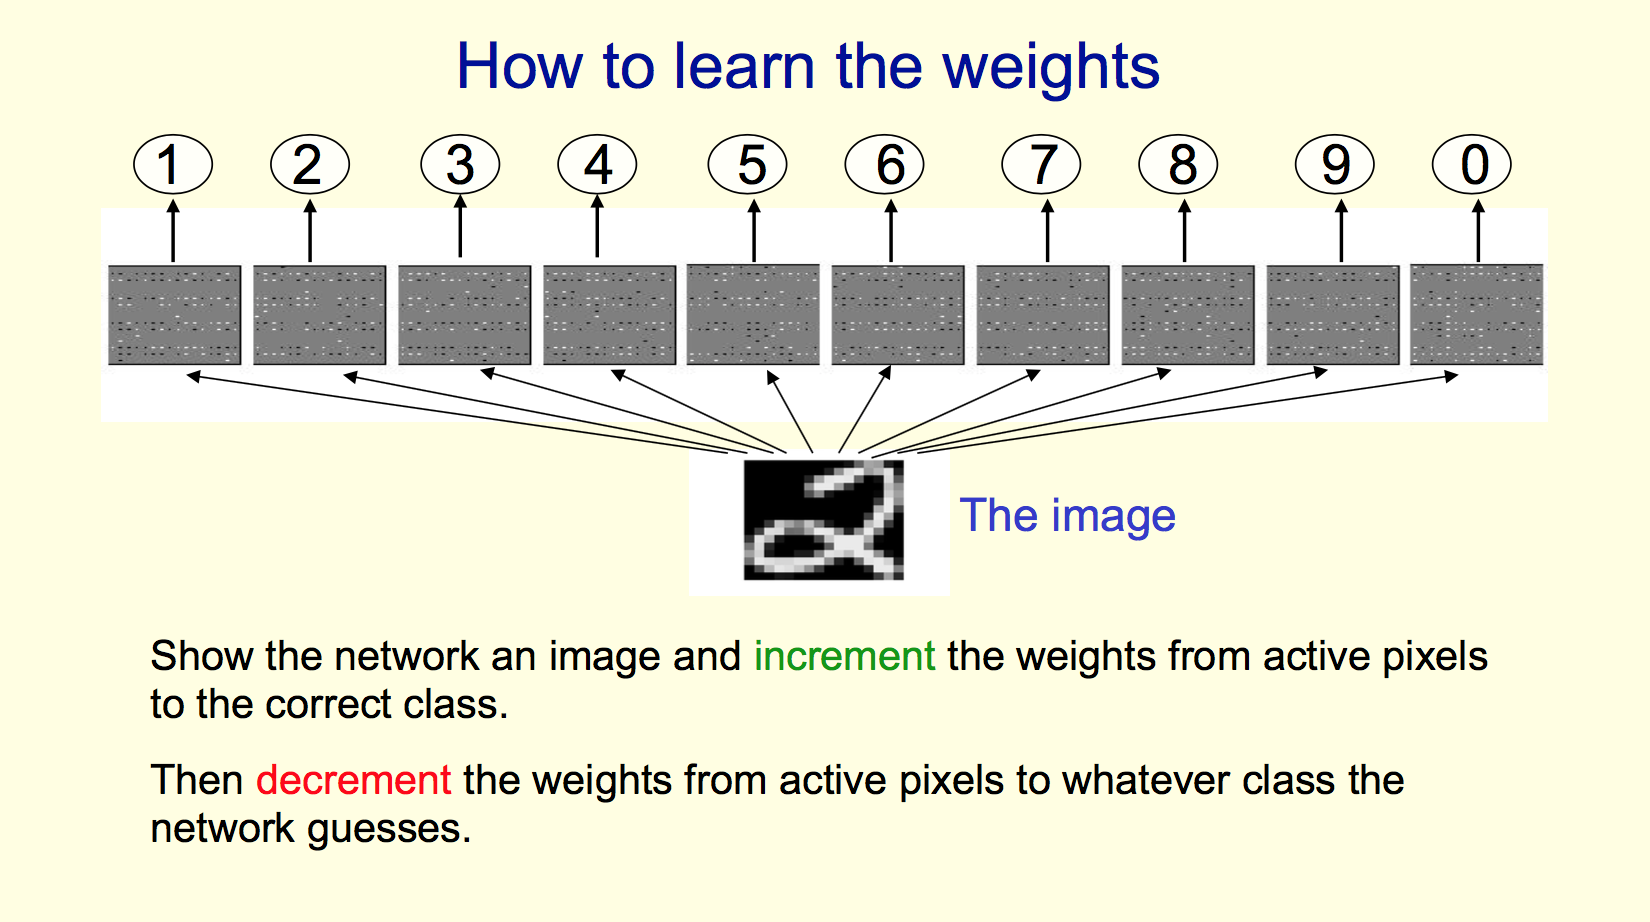 How to learn the weights
1 2 3 4 5 6 7 8 9 0
The image
Show the network an image and increment the weights from active pixels
to the correct class.
Then decrement the weights from active pixels to whatever class the
network guesses.